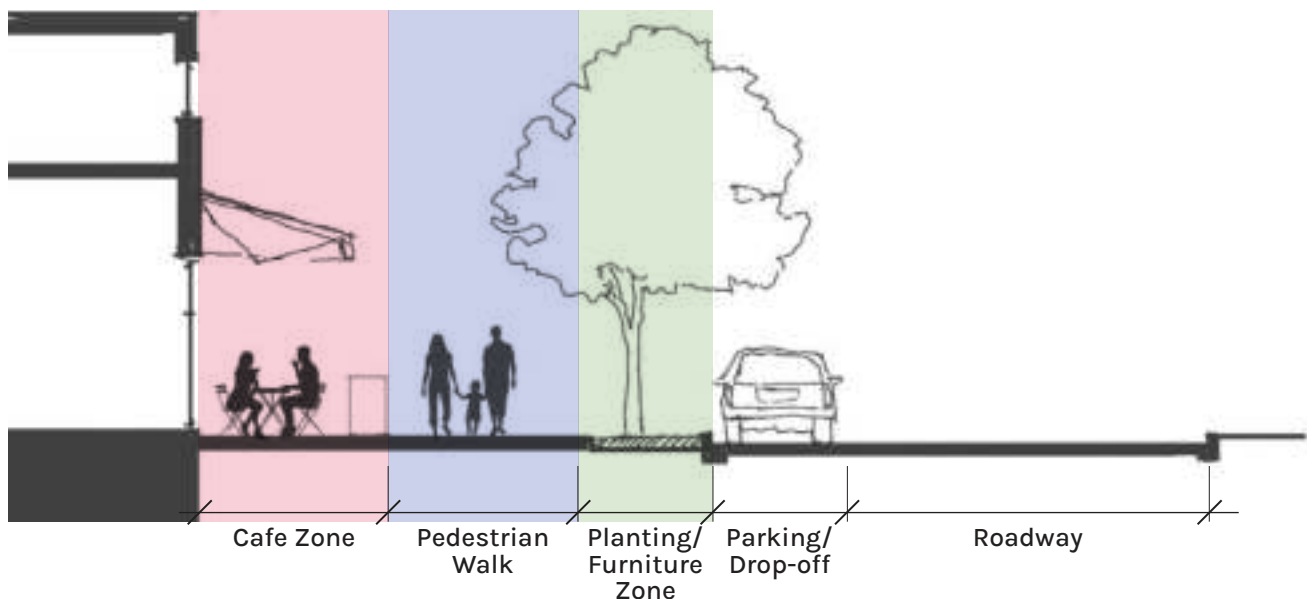 Cafe Zone
Pedestrian
Walk
Planting/
Furniture
Zone
Parking/
Drop-off
Roadway